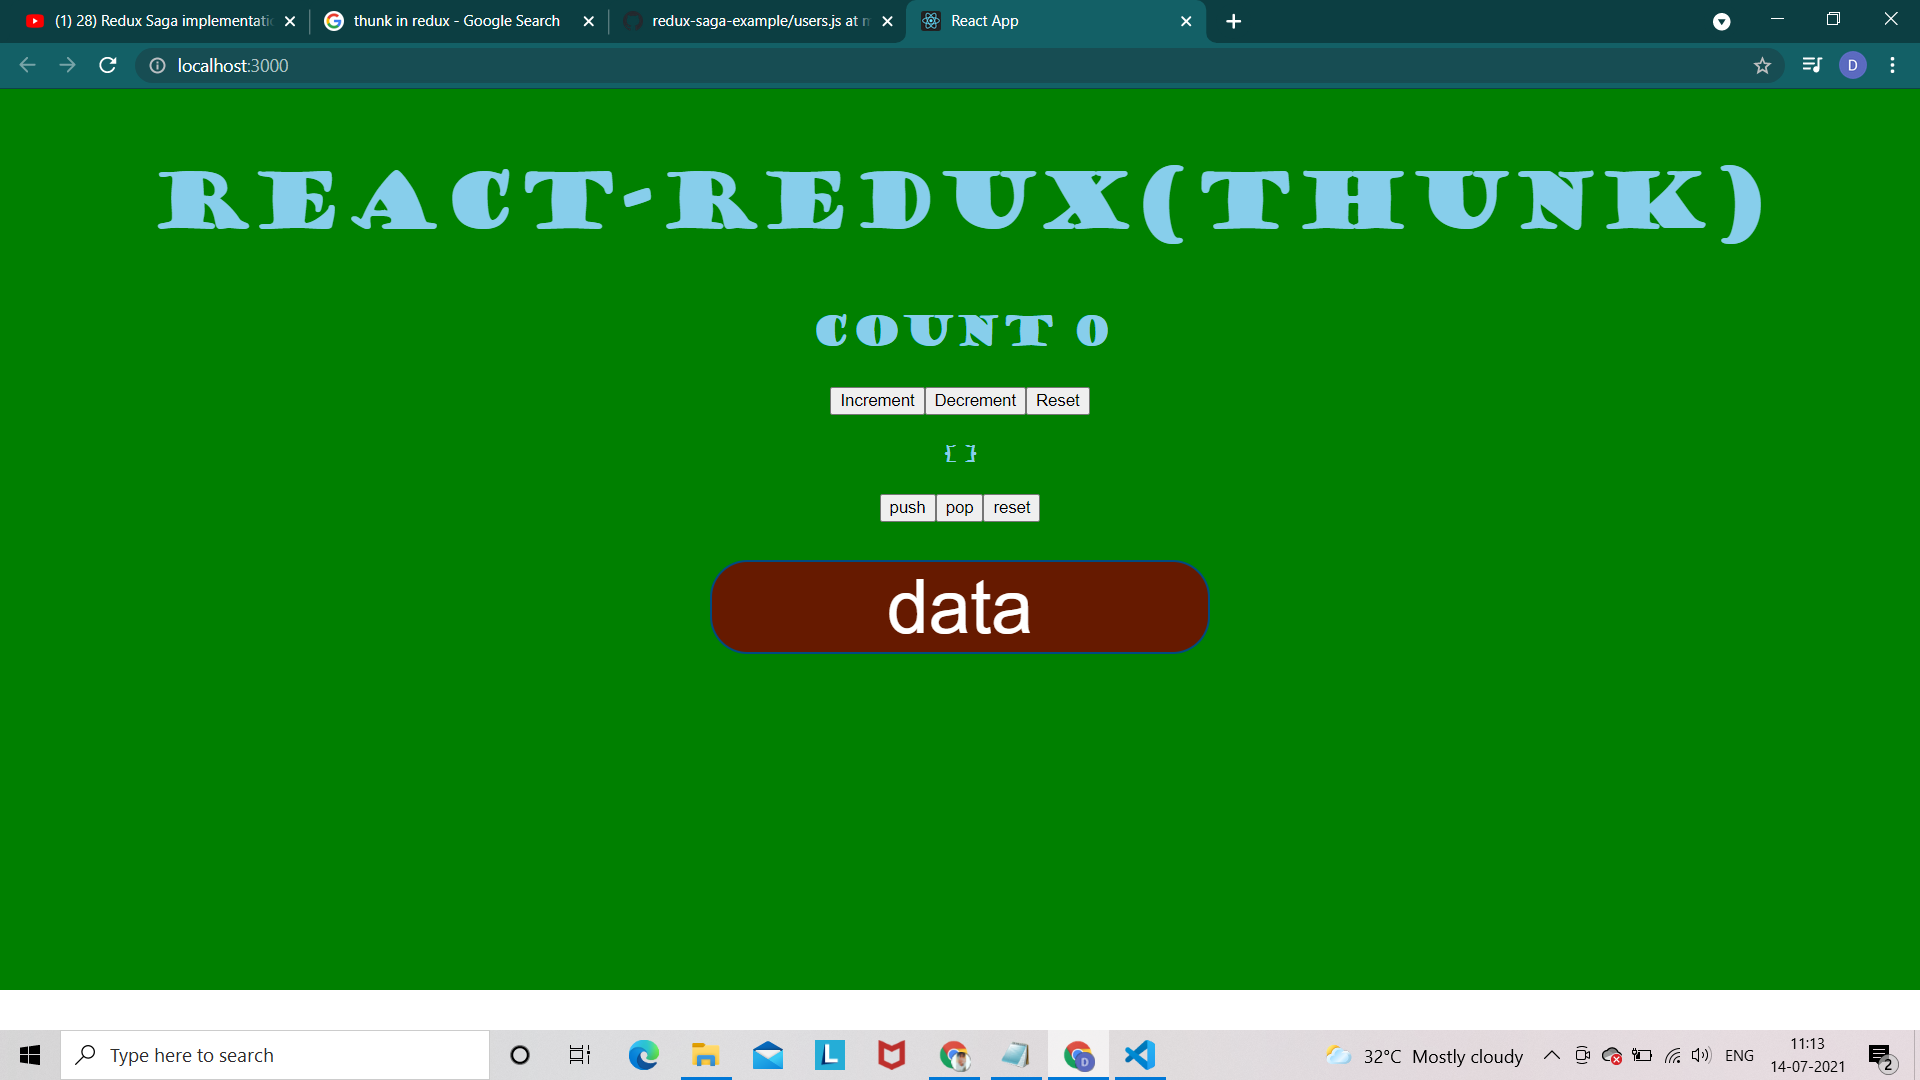 (1) 28) Redux Saga implementatio
thunk in redux - Google Search
redux-saga-example/users.js at m
React App
localhost:3000
D
REACT-REDUX(THUNK)
COUNT 0
Increment Decrement Reset
[ ]
push pop reset
data
Type here to search
L
D
32°C Mostly cloudy
ENG
11:13
14-07-2021
2